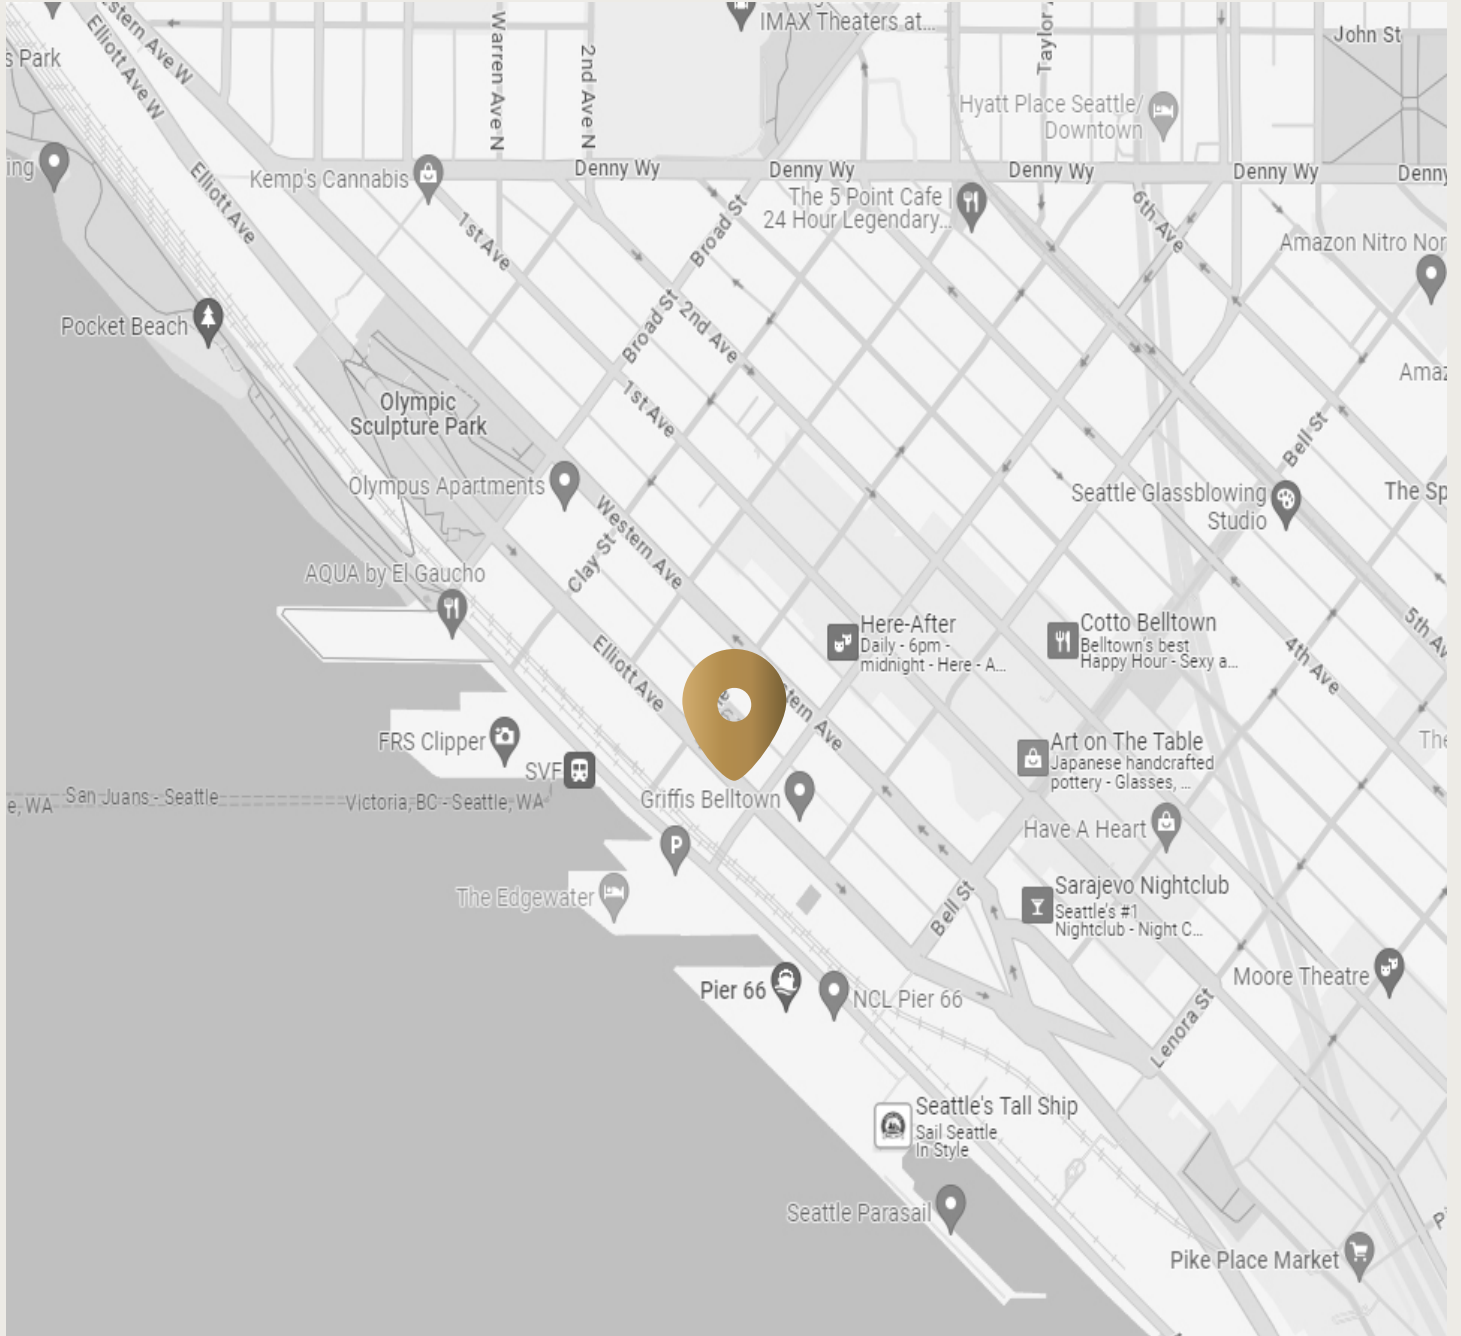 IMAX Theaters at...
Western Ave W
Elliott Ave W
Warren Ave N
2nd Ave N
Taylor
John St
s Park
Hyatt Place Seattle/
Downtown
ing
Kemp's Cannabis
Denny Wy
Denny Wy
Denny Wy
Denny Wy
Denny
Elliott Ave
1st Ave
Broad St
The 5 Point Cafe |
24 Hour Legendary...
6th Ave
Amazon Nitro Nor
Pocket Beach
Broad St
2nd Ave
Amaz
Olympic
Sculpture Park
1st Ave
Bell St
Olympus Apartments
Western Ave
Clay St
Seattle Glassblowing
Studio
The Sp
AQUA by El Gaucho
Elliott Ave
Here-After
Daily - 6pm -
midnight - Here - A...
Cotto Belltown
Belltown's best
Happy Hour - Sexy a...
4th Ave
5th Av
tern Ave
FRS Clipper
SVF
Art on The Table
Japanese handcrafted
pottery - Glasses, ...
The
e, WA
San Juans - Seattle
Victoria, BC - Seattle, WA
Griffis Belltown
P
Have A Heart
The Edgewater
Bell St
Sarajevo Nightclub
Seattle's #1
Nightclub - Night C...
Pier 66
NCL Pier 66
Moore Theatre
Lenora St
Seattle's Tall Ship
Sail Seattle
In Style
Seattle Parasail
Pike Place Market
Pi